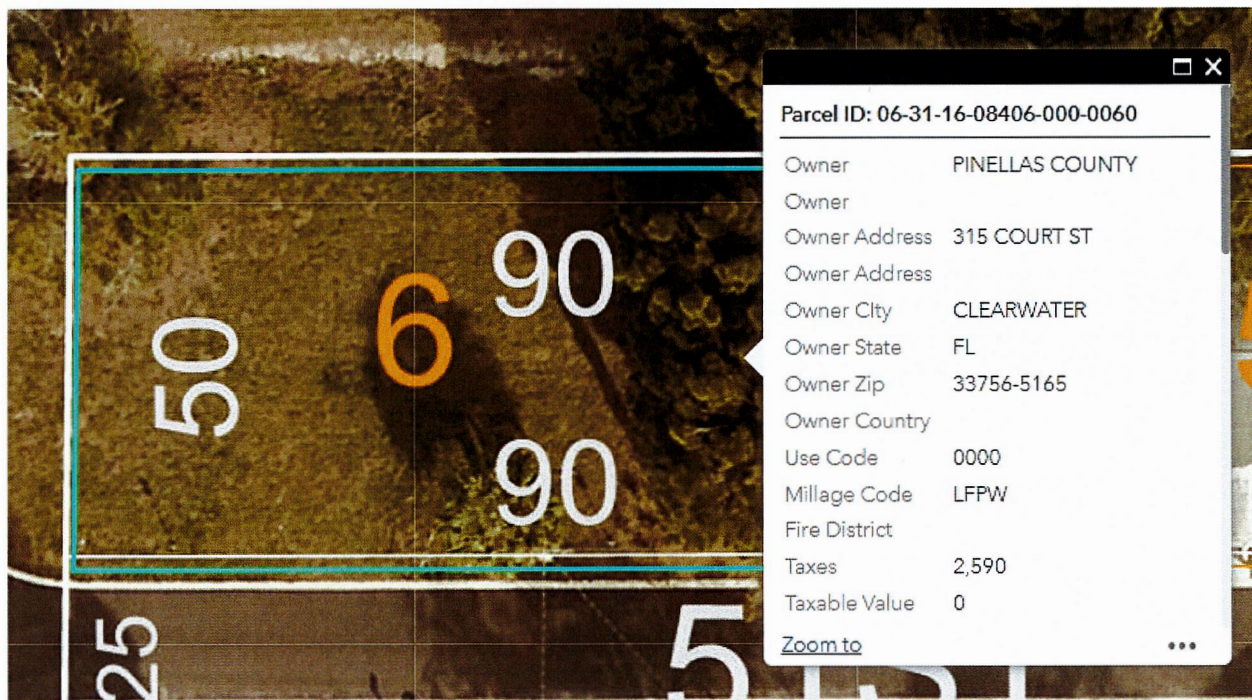 Parcel ID: 06-31-16-08406-000-0060
Owner PINELLAS COUNTY
Owner
Owner Address 315 COURT ST
Owner Address
Owner CIty CLEARWATER
Owner State FL
Owner Zip 33756-5165
Owner Country
Use Code 0000
Millage Code LFPW
Fire District
Taxes 2,590
Taxable Value 0
Zoom to
90
6
50
90
25